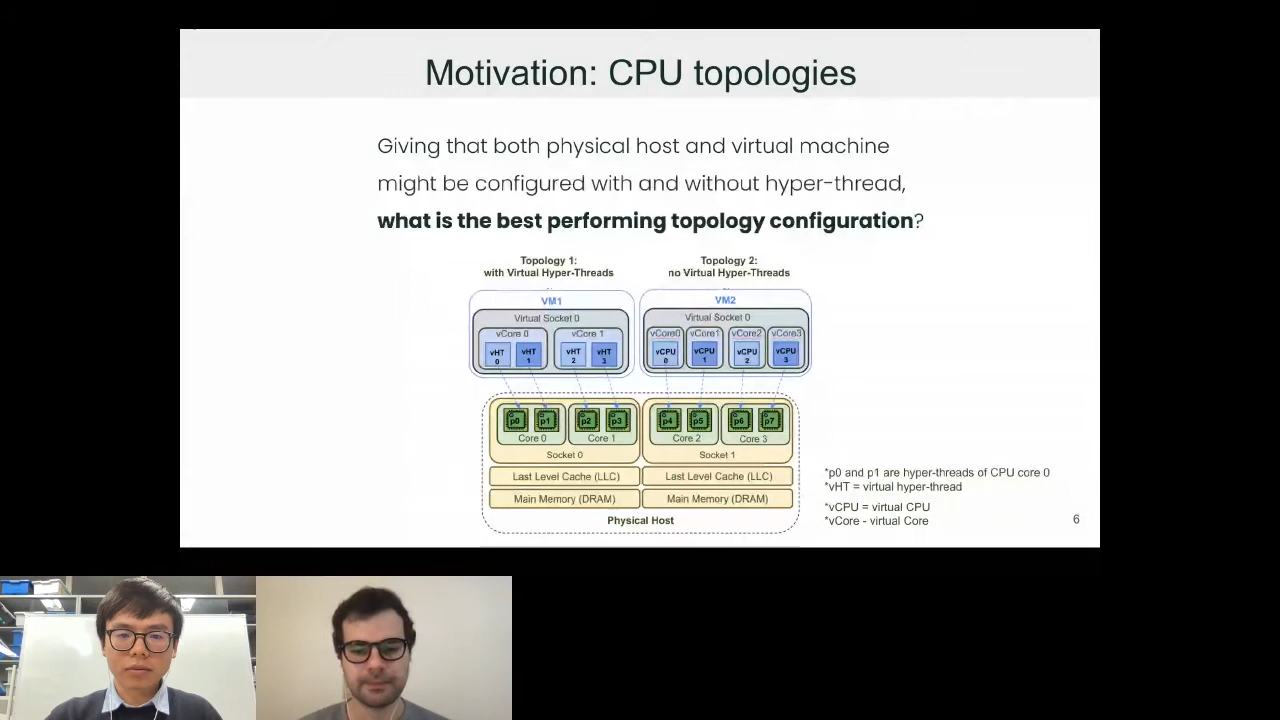 Motivation: CPU topologies
Giving that both physical host and virtual machine
might be configured with and without hyper-thread,
what is the best performing topology configuration?
Topology 1:
with Virtual Hyper-Threads
Topology 2:
no Virtual Hyper-Threads
VM1
VM2
Virtual Socket 0
Virtual Socket 0
vCore 0
vCore 1
vCore0
vCore1
vCore2
vCore3
vHT 0
vHT 1
vHT 2
vHT 3
vCPU 0
vCPU 1
vCPU 2
vCPU 3
p0
p1
p2
p3
p4
p5
p6
p7
Core 0
Core 1
Core 2
Core 3
Socket 0
Socket 1
Last Level Cache (LLC)
Last Level Cache (LLC)
Main Memory (DRAM)
Main Memory (DRAM)
Physical Host
*p0 and p1 are hyper-threads of CPU core 0
*vHT = virtual hyper-thread
*vCPU = virtual CPU
*vCore - virtual Core
6